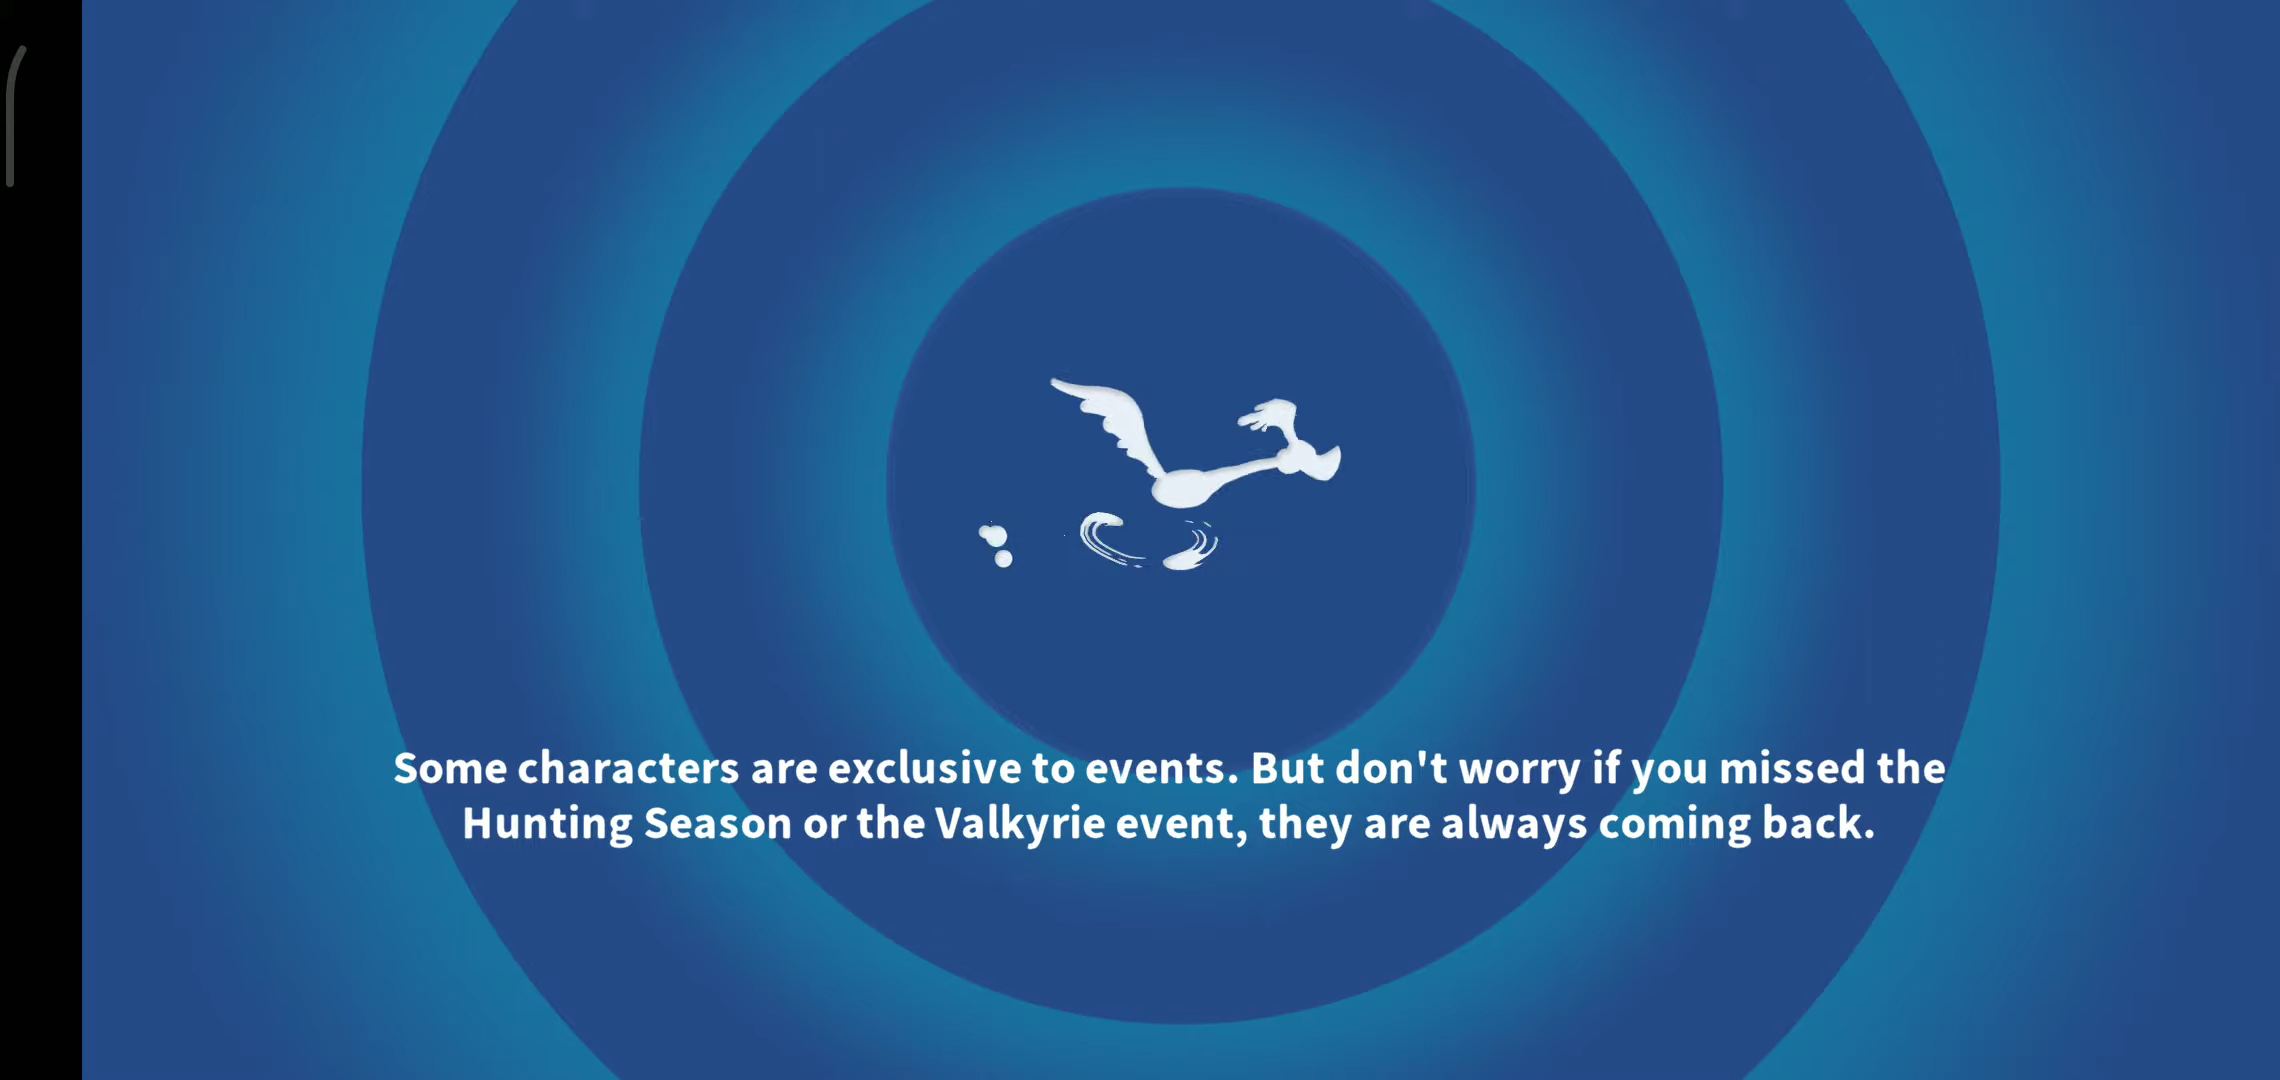 Some characters are exclusive to events. But don't worry if you missed the
Hunting Season or the Valkyrie event, they are always coming back.